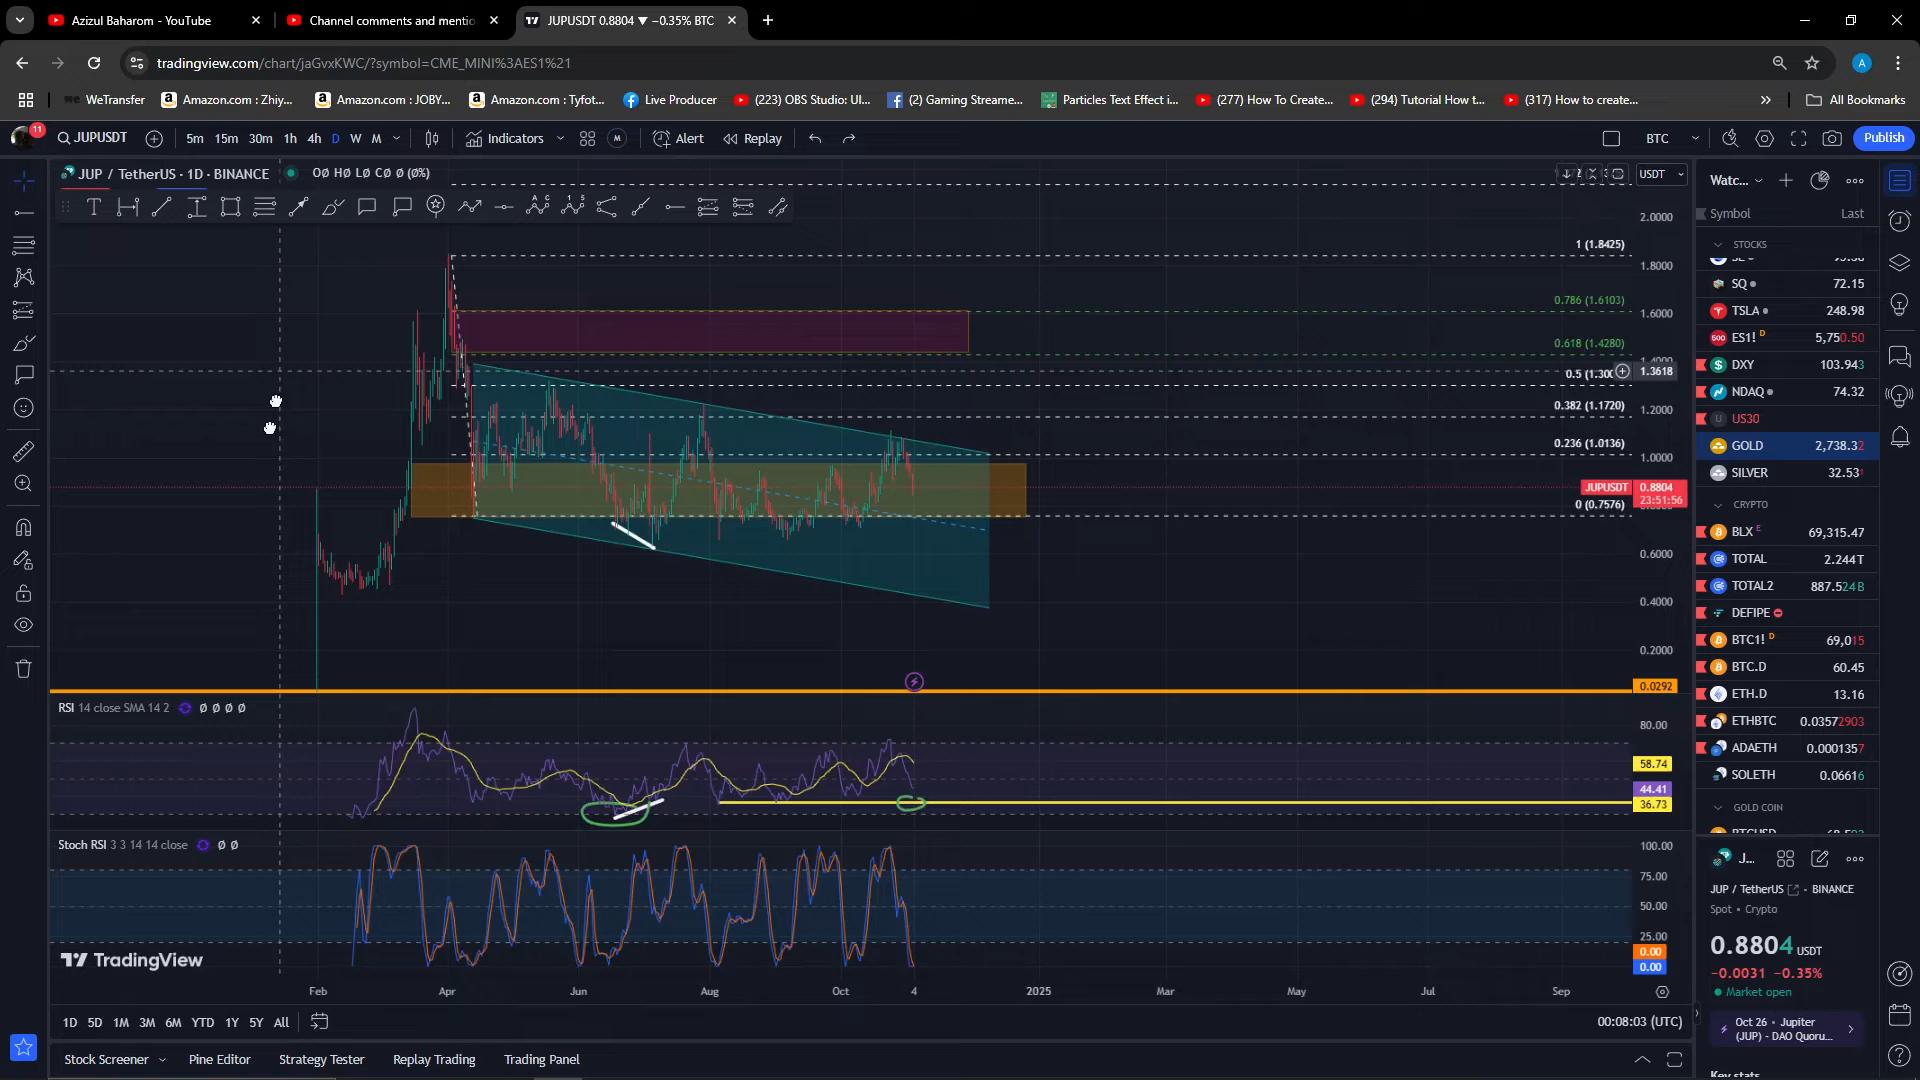 Azizul Baharom - YouTube
Channel comments and mentio
JUPUSDT 0.8804 ▼ −0.35% BTC
tradingview.com/chart/jaGvxKWC/?symbol=CME_MINI%3AES1%21
A
WeTransfer
Amazon.com : Zhiy...
Amazon.com : JOBY...
Amazon.com : Tyfot...
Live Producer
(223) OBS Studio: Ul...
(2) Gaming Streame...
Particles Text Effect i...
(277) How To Create...
(294) Tutorial How t...
(317) How to create...
All Bookmarks
11
JUPUSDT
5m 15m 30m 1h 4h D W M
Indicators
M
Alert
Replay
BTC
Publish
JUP / TetherUS · 1D · BINANCE
O∅ H∅ L∅ C∅ ∅ (∅%)
USDT
2.0000
1 (1.8425)
1.8000
0.786 (1.6103)
1.6000
0.618 (1.4280)
0.5 (1.300
1.3618
0.382 (1.1720)
1.2000
0.236 (1.0136)
1.0000
JUPUSDT 0.8804
23:51:56
0 (0.7576)
0.6000
0.4000
0.2000
0.0292
RSI 14 close SMA 14 2 ∅ ∅ ∅ ∅
80.00
58.74
44.41
36.73
Stoch RSI 3 3 14 14 close ∅ ∅
100.00
75.00
50.00
25.00
0.00
0.00
TradingView
Feb Apr Jun Aug Oct 4 2025 Mar May Jul Sep
1D 5D 1M 3M 6M YTD 1Y 5Y All
00:08:03 (UTC)
Stock Screener
Pine Editor
Strategy Tester
Replay Trading
Trading Panel
Watc...
Symbol Last
STOCKS
SQ 72.15
TSLA 248.98
ES1! D 5,750.50
DXY 103.943
NDAQ 74.32
US30
GOLD 2,738.32
SILVER 32.531
CRYPTO
BLX E 69,315.47
TOTAL 2.244T
TOTAL2 887.524B
DEFIPE
BTC1! D 69,015
BTC.D 60.45
ETH.D 13.16
ETHBTC 0.03572903
ADAETH 0.0001357
SOLETH 0.06616
GOLD COIN
J...
JUP / TetherUS · BINANCE
Spot • Crypto
0.8804 USDT
−0.0031 −0.35%
Market open
Oct 26 • Jupiter
(JUP) - DAO Quoru...
Key stats